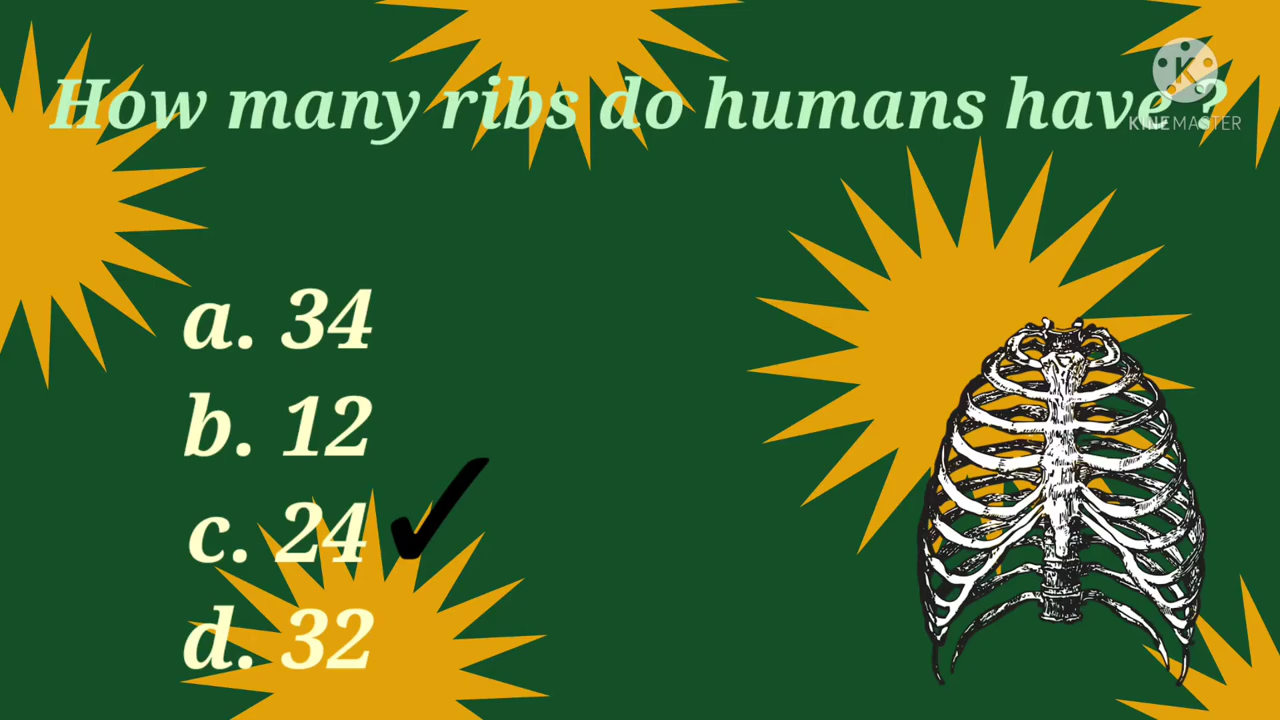 How many ribs do humans have ?
K
KINEMASTER
a. 34
b. 12
c. 24
d. 32